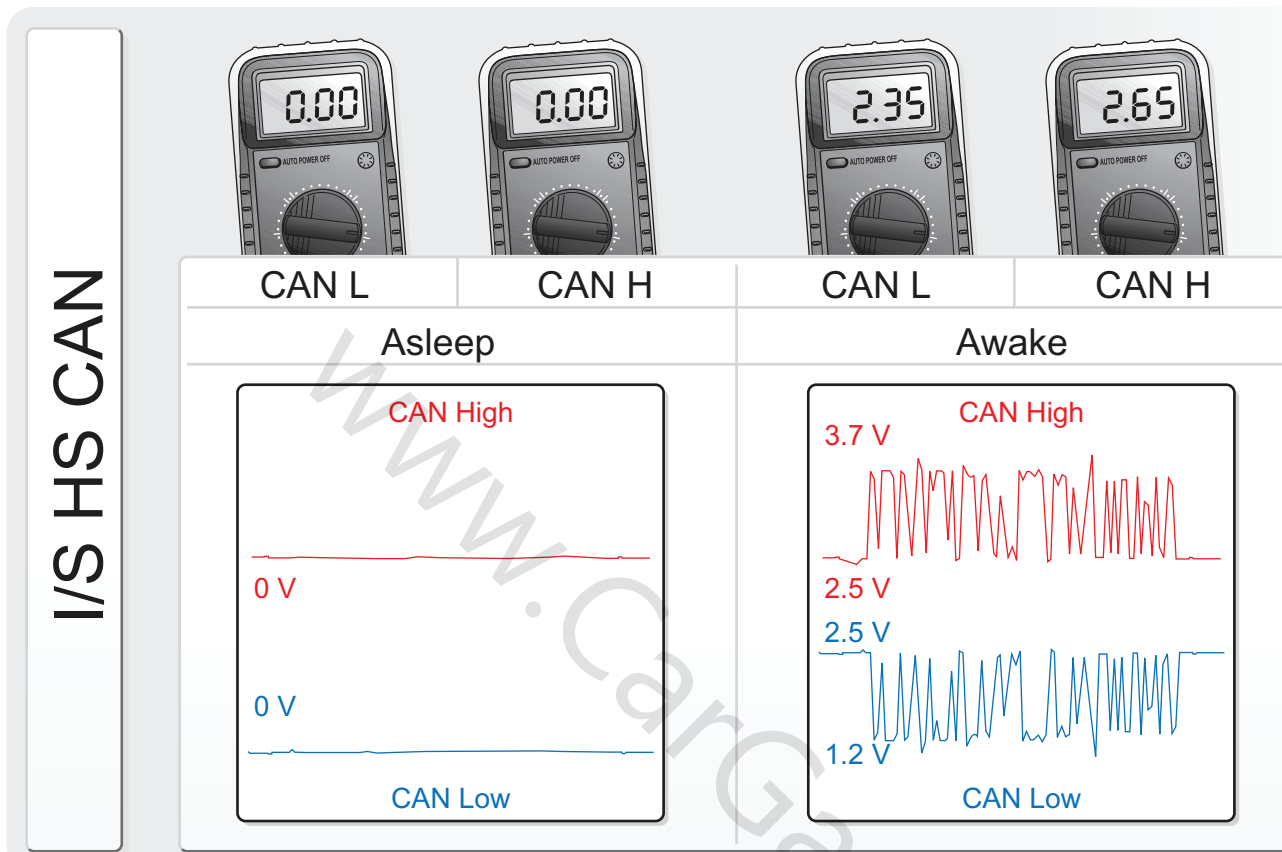 I/S HS CAN
0.00
0.00
2.35
2.65
AUTO POWER OFF
AUTO POWER OFF
AUTO POWER OFF
AUTO POWER OFF
CAN L
CAN H
CAN L
CAN H
Asleep
Awake
CAN High
0 V
0 V
CAN Low
CAN High
3.7 V
2.5 V
2.5 V
1.2 V
CAN Low
www.CarGa